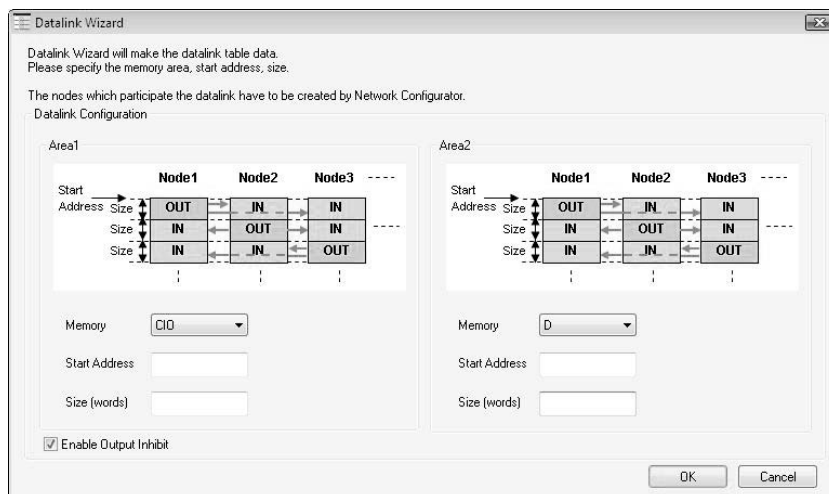 Datalink Wizard
Datalink Wizard will make the datalink table data.
Please specify the memory area, start address, size.
The nodes which participate the datalink have to be created by Network Configurator.
Datalink Configuration
Area1
Node1 Node2 Node3
Start
Address Size OUT IN IN
Size IN OUT IN
Size IN IN OUT
Memory CIO
Start Address
Size (words)
Area2
Node1 Node2 Node3
Start
Address Size OUT IN IN
Size IN OUT IN
Size IN IN OUT
Memory D
Start Address
Size (words)
Enable Output Inhibit
OK Cancel